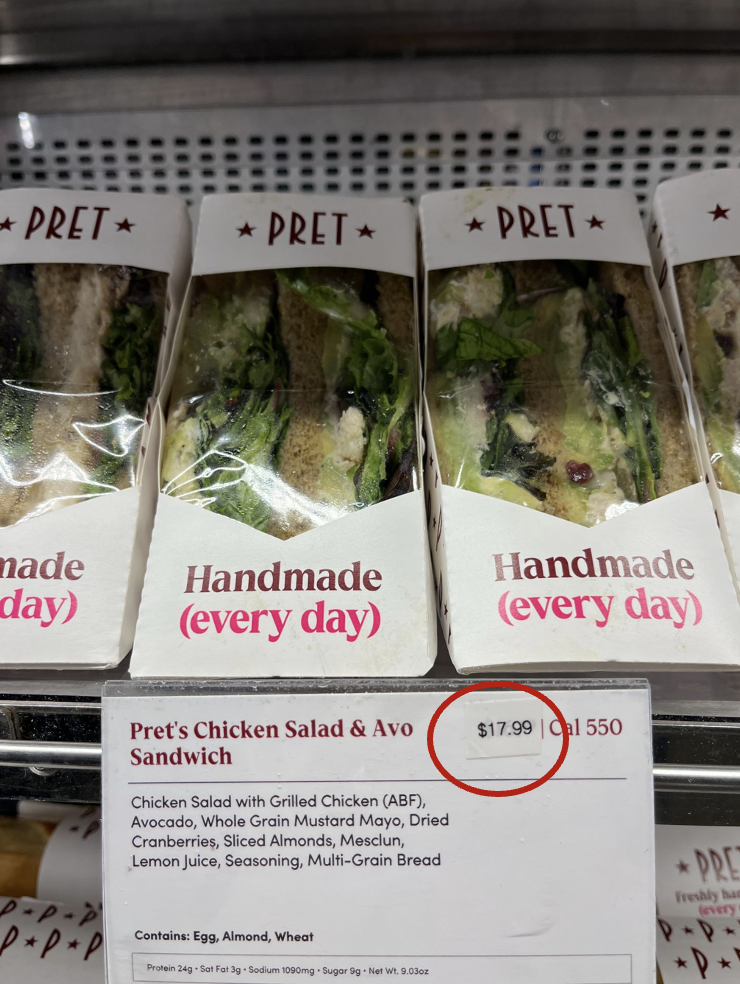 ★ PRET ★
★ PRET ★
★ PRET ★
★
Handmade
(every day)
Handmade
(every day)
made
day)
Pret's Chicken Salad & Avo
Sandwich
$17.99 | Cal 550
Chicken Salad with Grilled Chicken (ABF),
Avocado, Whole Grain Mustard Mayo, Dried
Cranberries, Sliced Almonds, Mesclun,
Lemon Juice, Seasoning, Multi-Grain Bread
Contains: Egg, Almond, Wheat
Protein 24g • Sat Fat 3g • Sodium 1090mg • Sugar 9g • Net Wt. 9.03oz
★ PRE
Freshly
(every